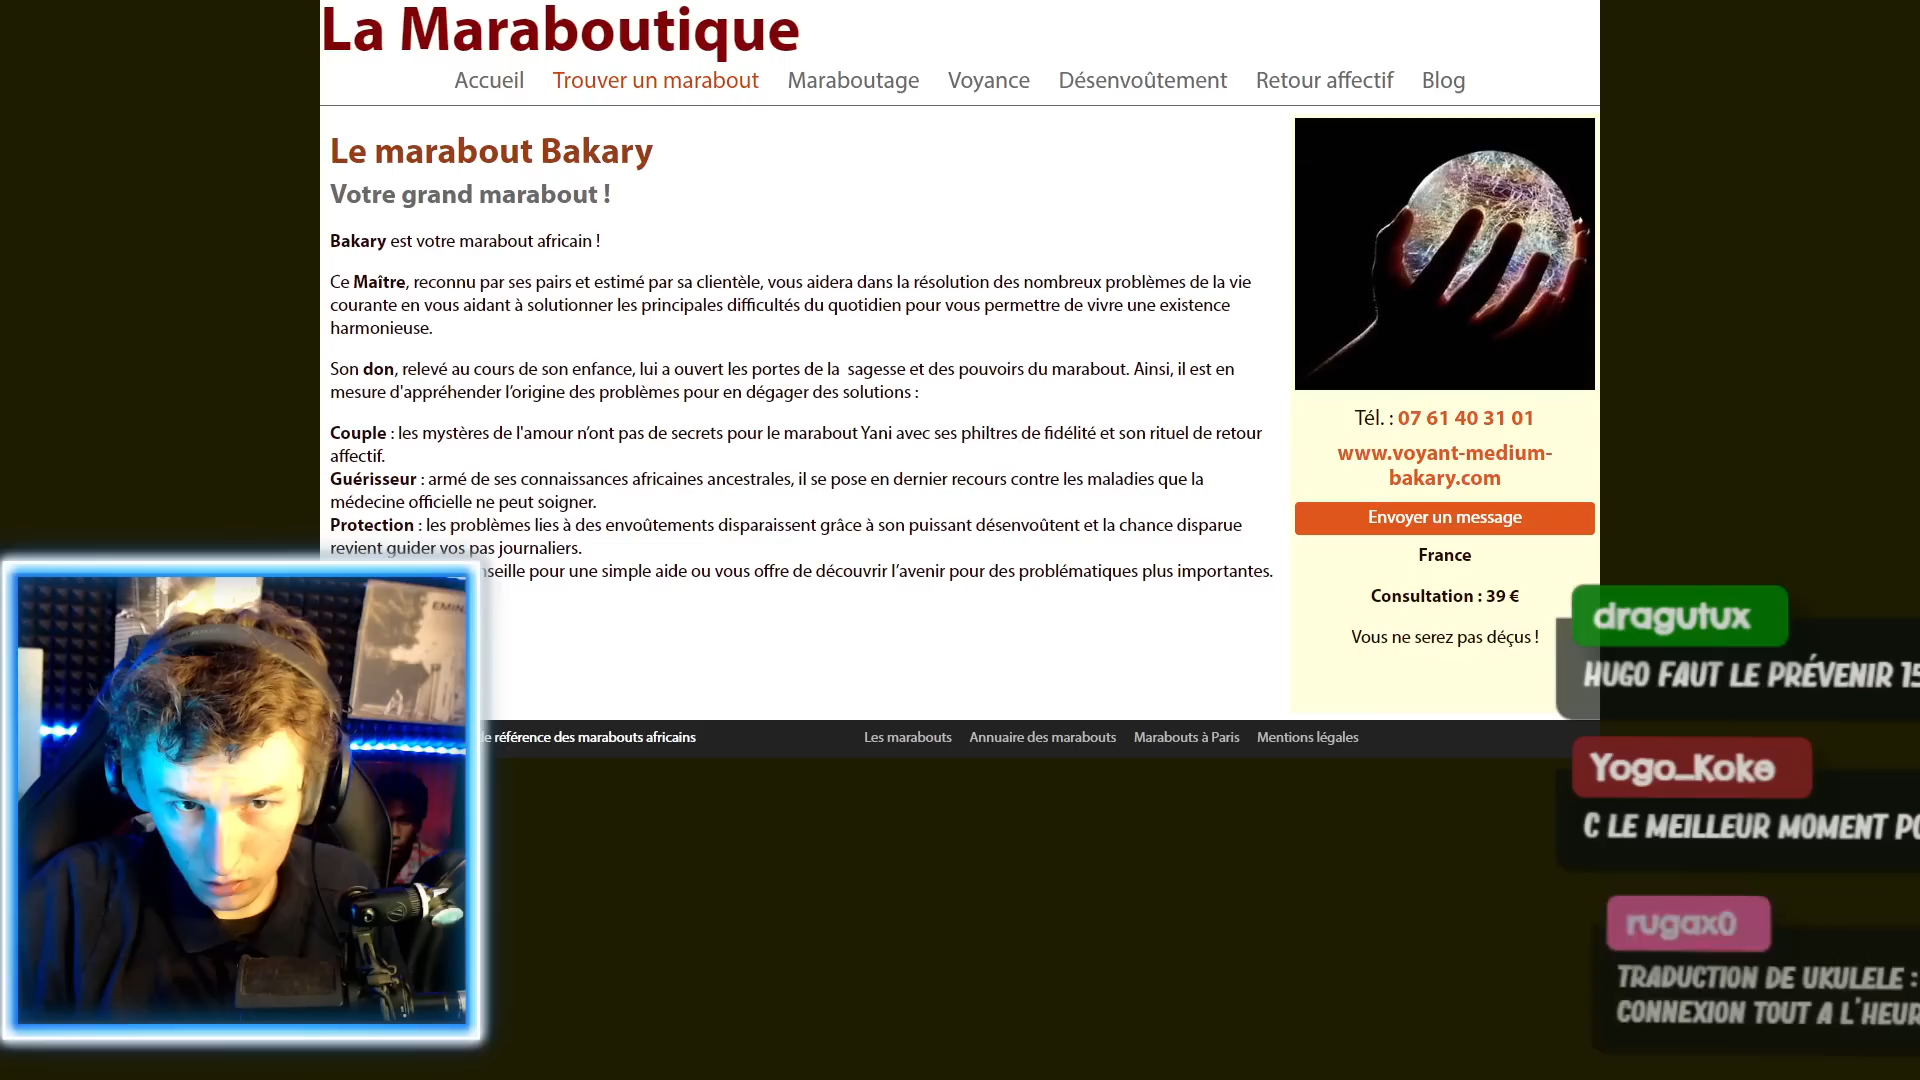 La Maraboutique
Accueil Trouver un marabout Maraboutage Voyance Désenvoûtement Retour affectif Blog
Le marabout Bakary
Votre grand marabout !
Bakary est votre marabout africain !
Ce Maître, reconnu par ses pairs et estimé par sa clientèle, vous aidera dans la résolution des nombreux problèmes de la vie
courante en vous aidant à solutionner les principales difficultés du quotidien pour vous permettre de vivre une existence
harmonieuse.
Son don, relevé au cours de son enfance, lui a ouvert les portes de la  sagesse et des pouvoirs du marabout. Ainsi, il est en
mesure d'appréhender l’origine des problèmes pour en dégager des solutions :
Couple : les mystères de l'amour n’ont pas de secrets pour le marabout Yani avec ses philtres de fidélité et son rituel de retour
affectif.
Guérisseur : armé de ses connaissances africaines ancestrales, il se pose en dernier recours contre les maladies que la
médecine officielle ne peut soigner.
Protection : les problèmes lies à des envoûtements disparaissent grâce à son puissant désenvoûtent et la chance disparue
revient guider vos pas journaliers.
nseille pour une simple aide ou vous offre de découvrir l’avenir pour des problématiques plus importantes.
Tél. : 07 61 40 31 01
www.voyant-medium-
bakary.com
Envoyer un message
France
Consultation : 39 €
Vous ne serez pas déçus !
de référence des marabouts africains
Les marabouts Annuaire des marabouts Marabouts à Paris Mentions légales
EMIN
dragutux
HUGO FAUT LE PRÉVENIR 15
Yogo_Koke
C LE MEILLEUR MOMENT PO
rugax0
TRADUCTION DE UKULELE :
CONNEXION TOUT A L'HEUR